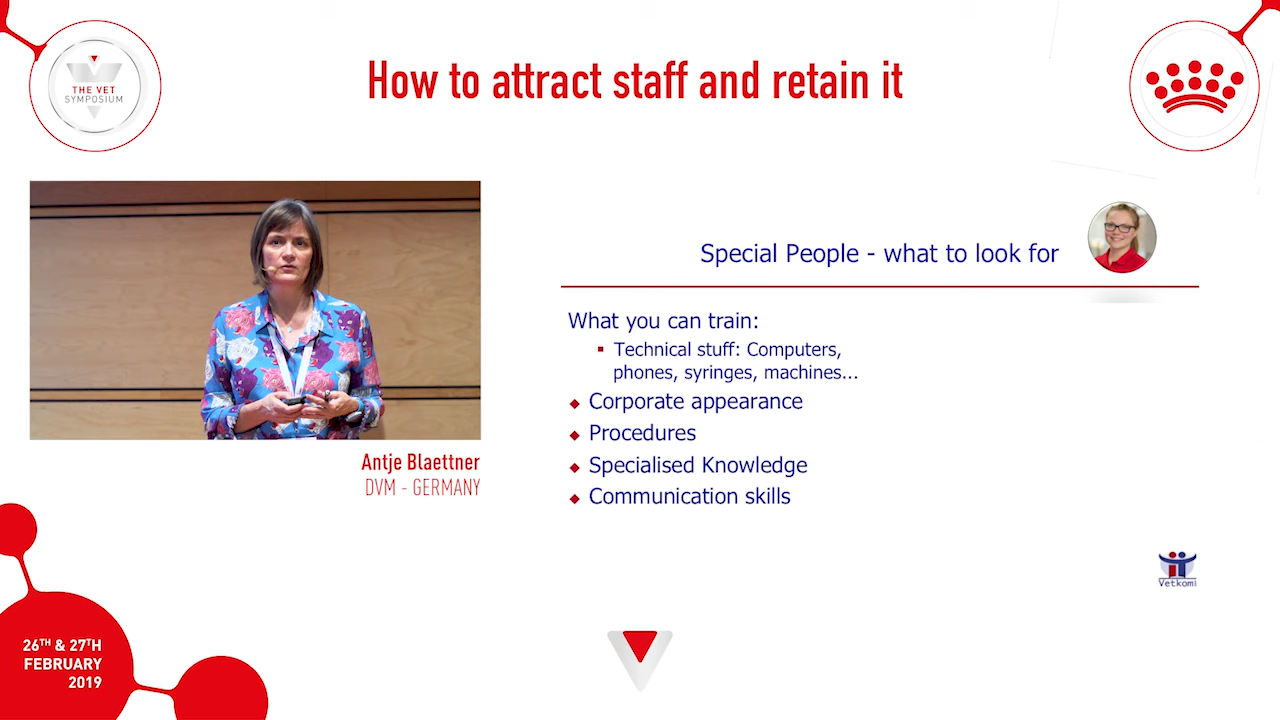 How to attract staff and retain it
THE VET
SYMPOSIUM
Special People - what to look for
What you can train:
Technical stuff: Computers,
phones, syringes, machines...
Corporate appearance
Procedures
Specialised Knowledge
Communication skills
Antje Blaettner
DVM - GERMANY
Vetkomi
26TH & 27TH
FEBRUARY
2019